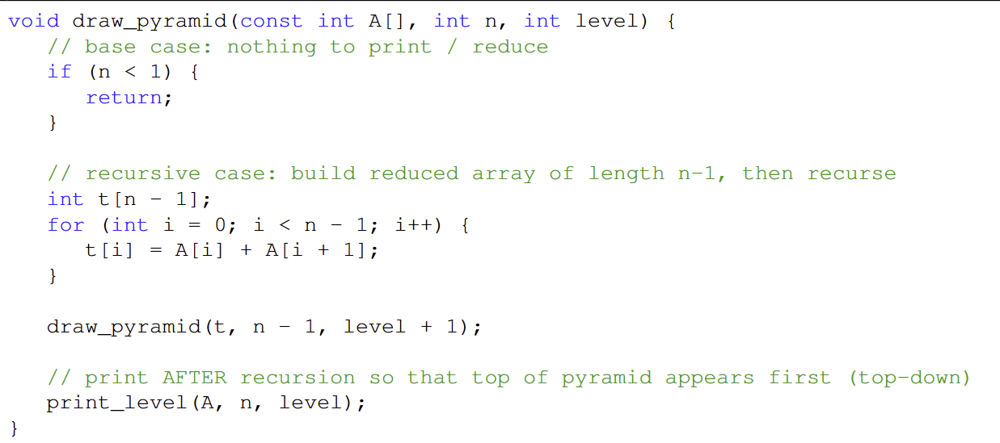 void draw_pyramid(const int A[], int n, int level) {
   // base case: nothing to print / reduce
   if (n < 1) {
      return;
   }

   // recursive case: build reduced array of length n-1, then recurse
   int t[n - 1];
   for (int i = 0; i < n - 1; i++) {
      t[i] = A[i] + A[i + 1];
   }

   draw_pyramid(t, n - 1, level + 1);

   // print AFTER recursion so that top of pyramid appears first (top-down)
   print_level(A, n, level);
}